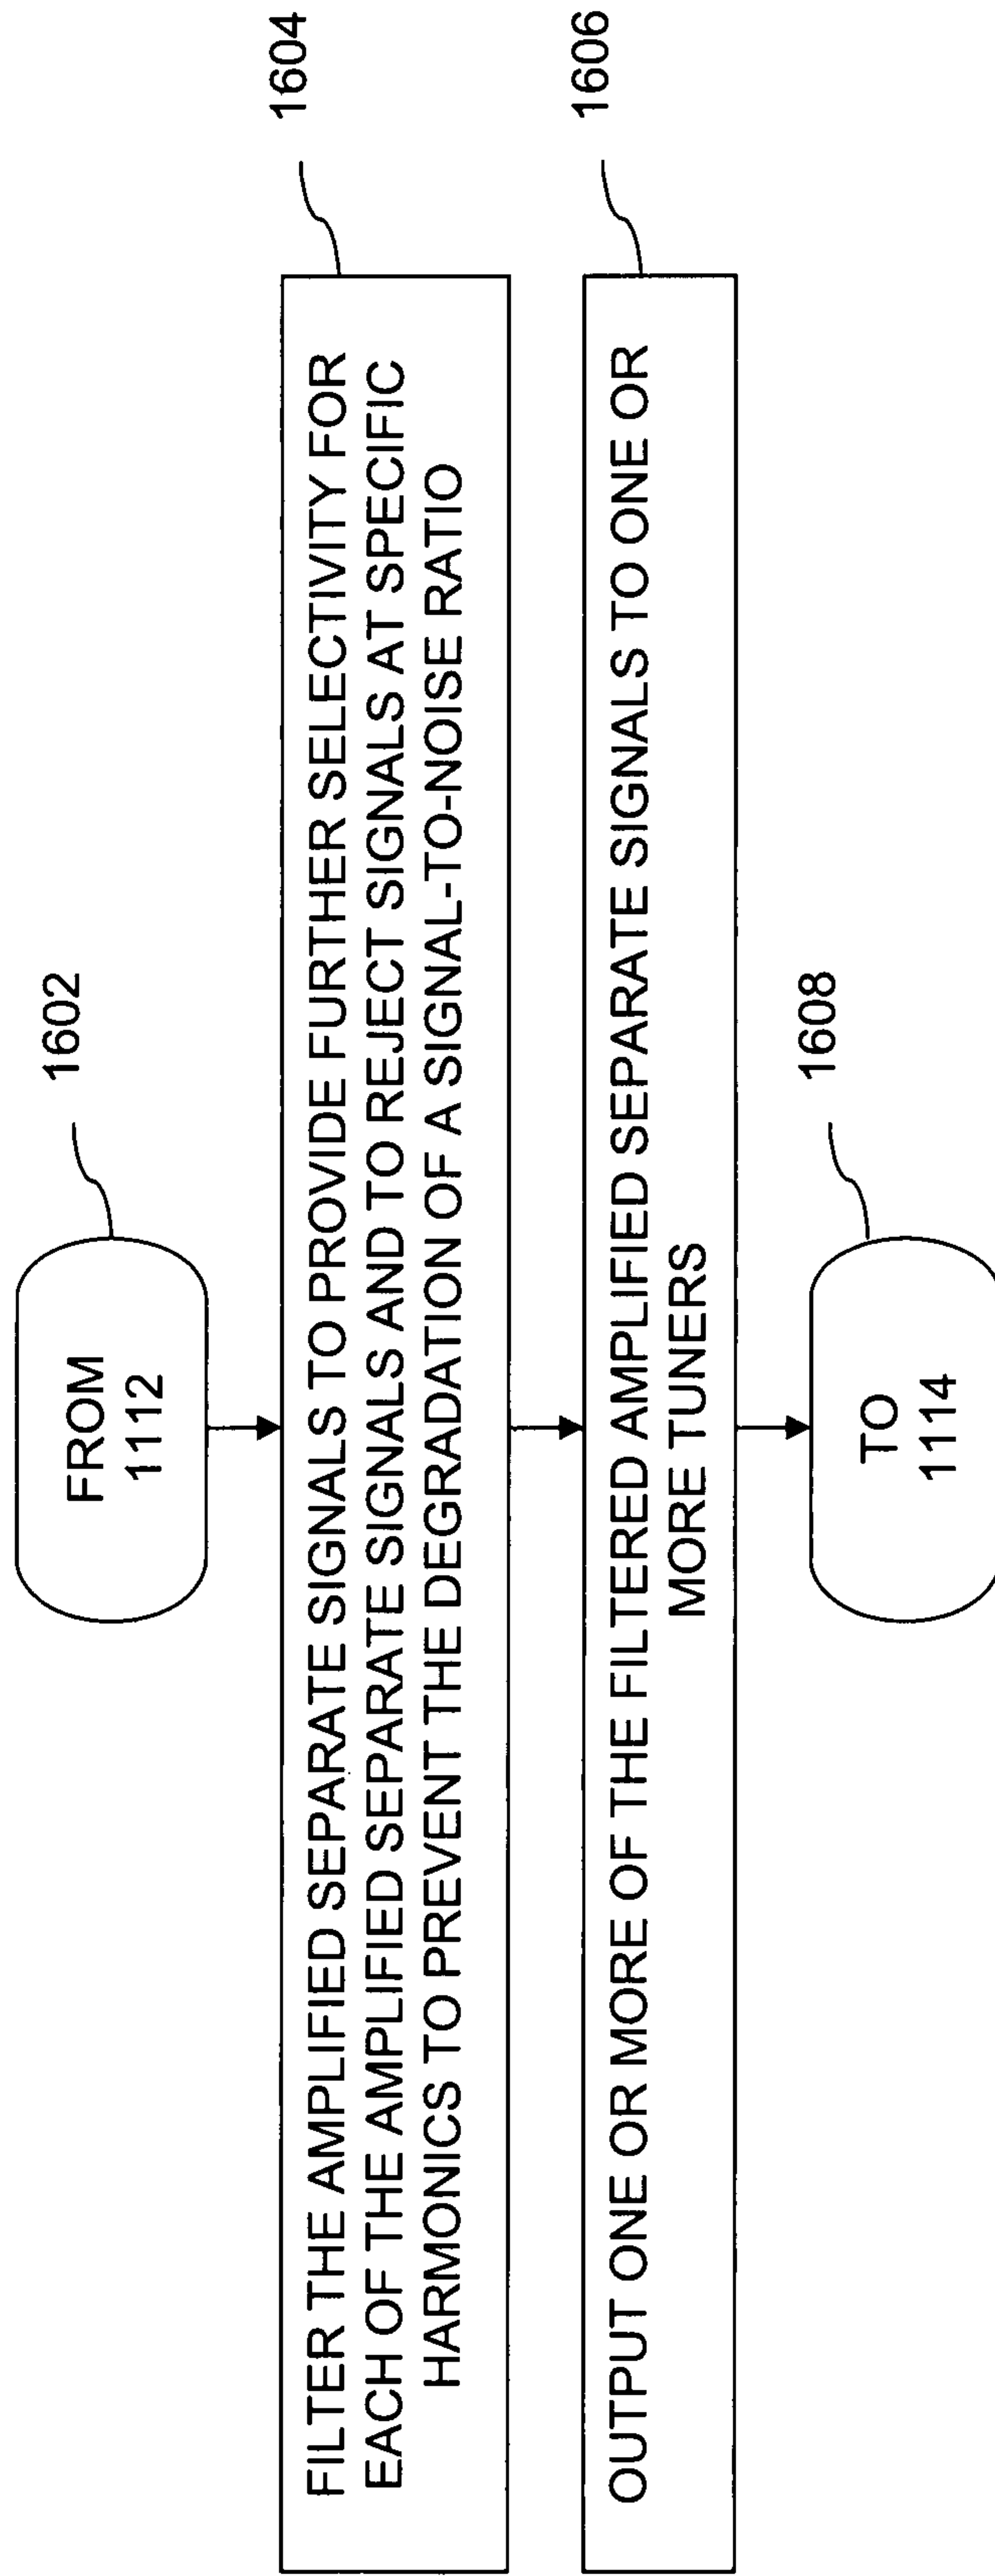 1602
FROM
1112
1604
FILTER THE AMPLIFIED SEPARATE SIGNALS TO PROVIDE FURTHER SELECTIVITY FOR
EACH OF THE AMPLIFIED SEPARATE SIGNALS AND TO REJECT SIGNALS AT SPECIFIC
HARMONICS TO PREVENT THE DEGRADATION OF A SIGNAL-TO-NOISE RATIO
1606
OUTPUT ONE OR MORE OF THE FILTERED AMPLIFIED SEPARATE SIGNALS TO ONE OR
MORE TUNERS
1608
TO
1114